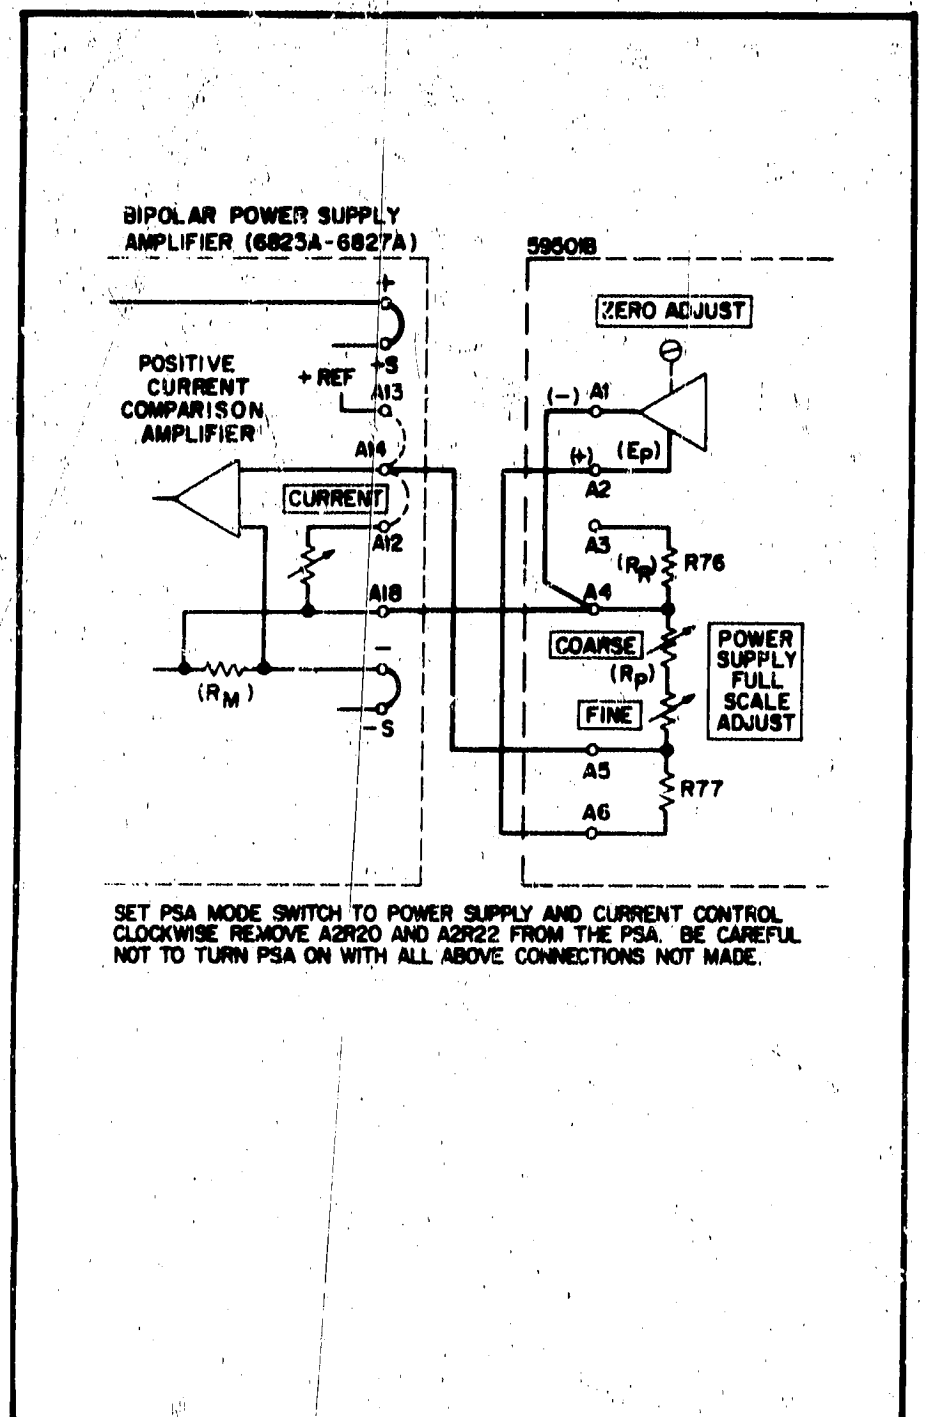 BIPOLAR POWER SUPPLY
AMPLIFIER (6823A-6827A)
59501B
+
ZERO ADJUST
+S
POSITIVE
CURRENT
COMPARISON
AMPLIFIER
+ REF
A13
(-) A1
A14
(+) (Ep)
A2
CURRENT
A12
A3
(RR) R76
A18
A4
COARSE
(Rp)
POWER
SUPPLY
FULL
SCALE
ADJUST
-
(RM)
FINE
-S
A5
R77
A6
SET PSA MODE SWITCH TO POWER SUPPLY AND CURRENT CONTROL
CLOCKWISE REMOVE A2R20 AND A2R22 FROM THE PSA. BE CAREFUL
NOT TO TURN PSA ON WITH ALL ABOVE CONNECTIONS NOT MADE.